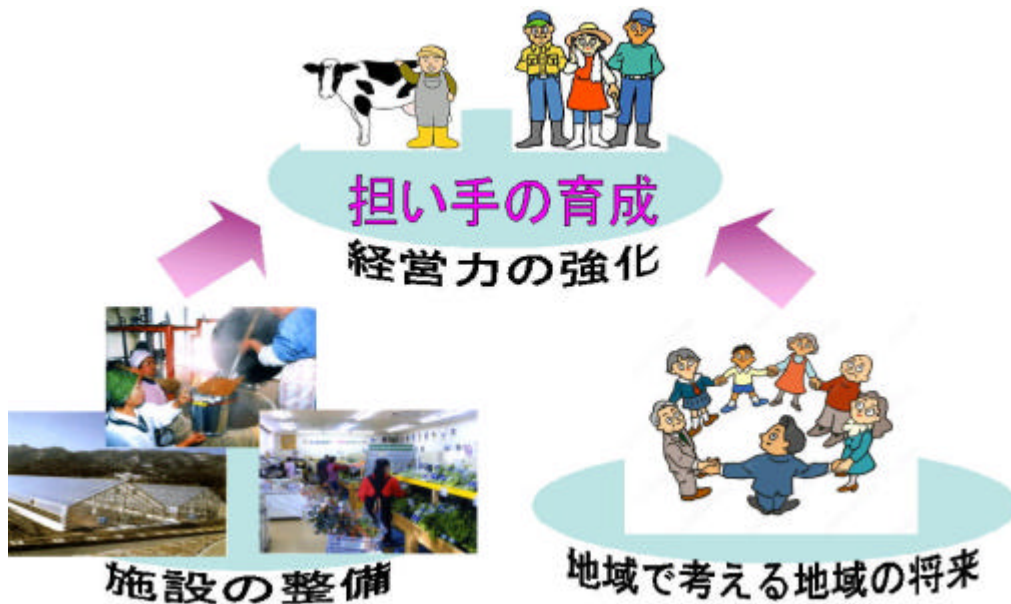 担い手の育成
経営力の強化
施設の整備
地域で考える地域の将来